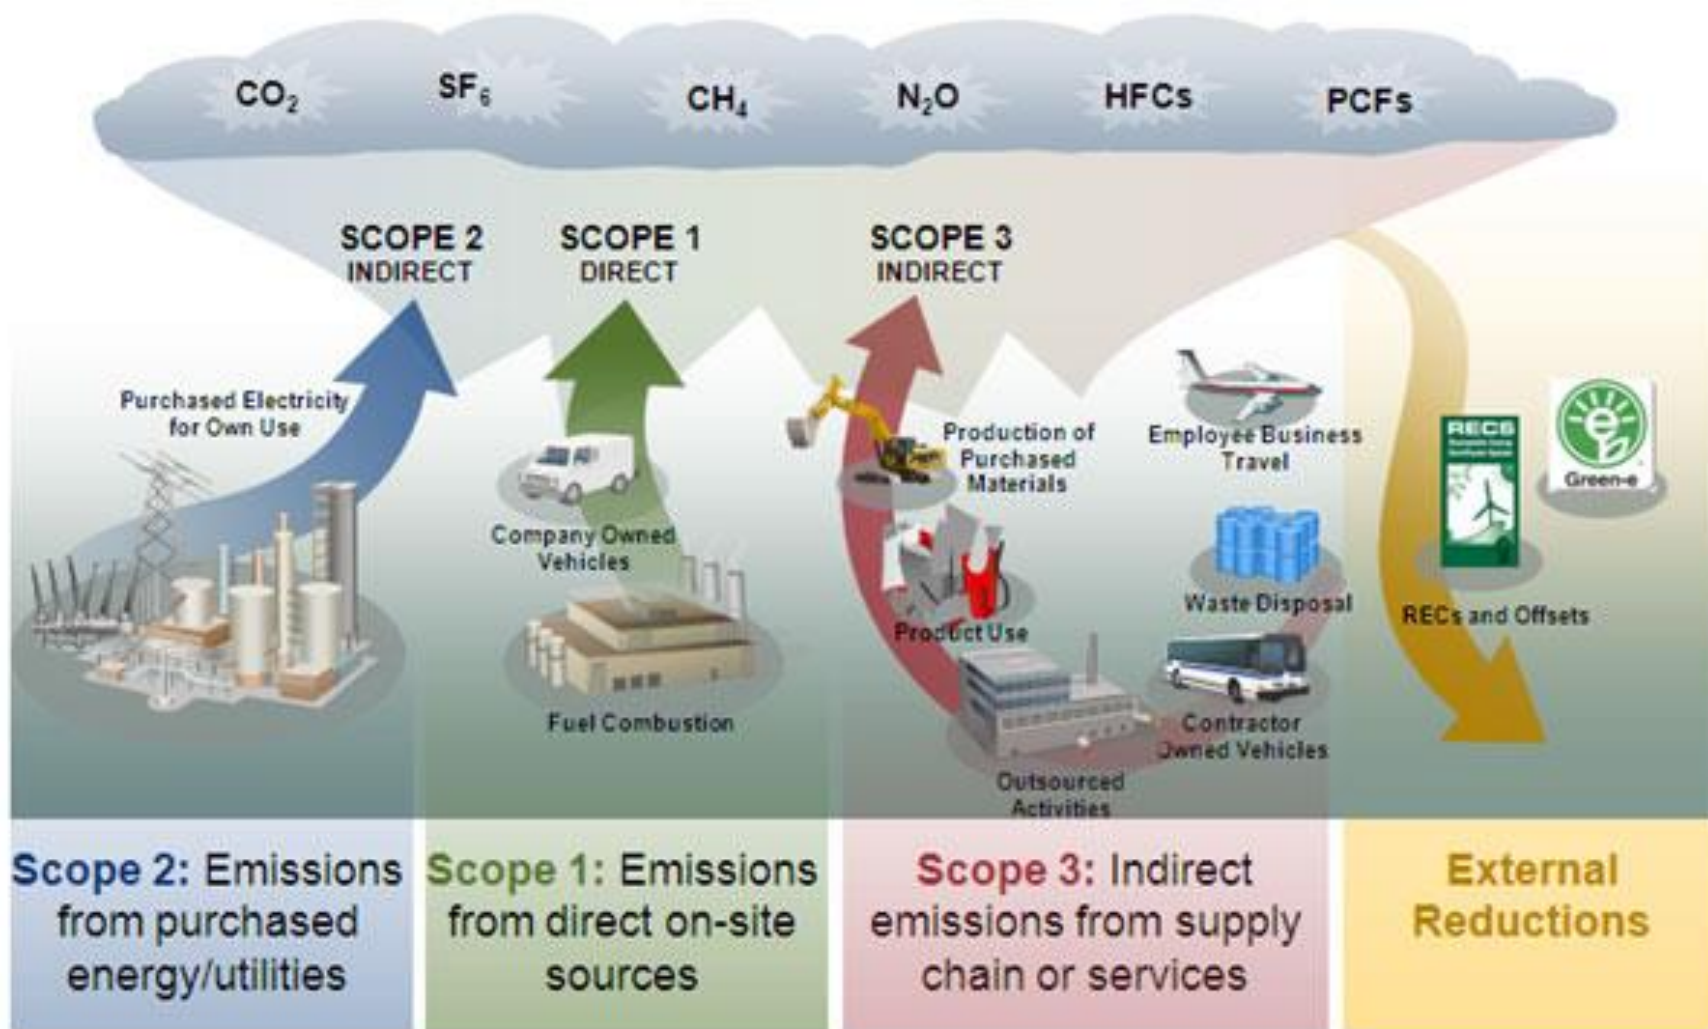 CO₂
SF₆
CH₄
N₂O
HFCs
PCFs
SCOPE 2
INDIRECT
SCOPE 1
DIRECT
SCOPE 3
INDIRECT
Purchased Electricity
for Own Use
Company Owned
Vehicles
Fuel Combustion
Production of
Purchased
Materials
Product Use
Outsourced
Activities
Employee Business
Travel
Waste Disposal
Contractor
Owned Vehicles
RECS
e
Green-e
RECs and Offsets
Scope 2: Emissions
from purchased
energy/utilities
Scope 1: Emissions
from direct on-site
sources
Scope 3: Indirect
emissions from supply
chain or services
External
Reductions